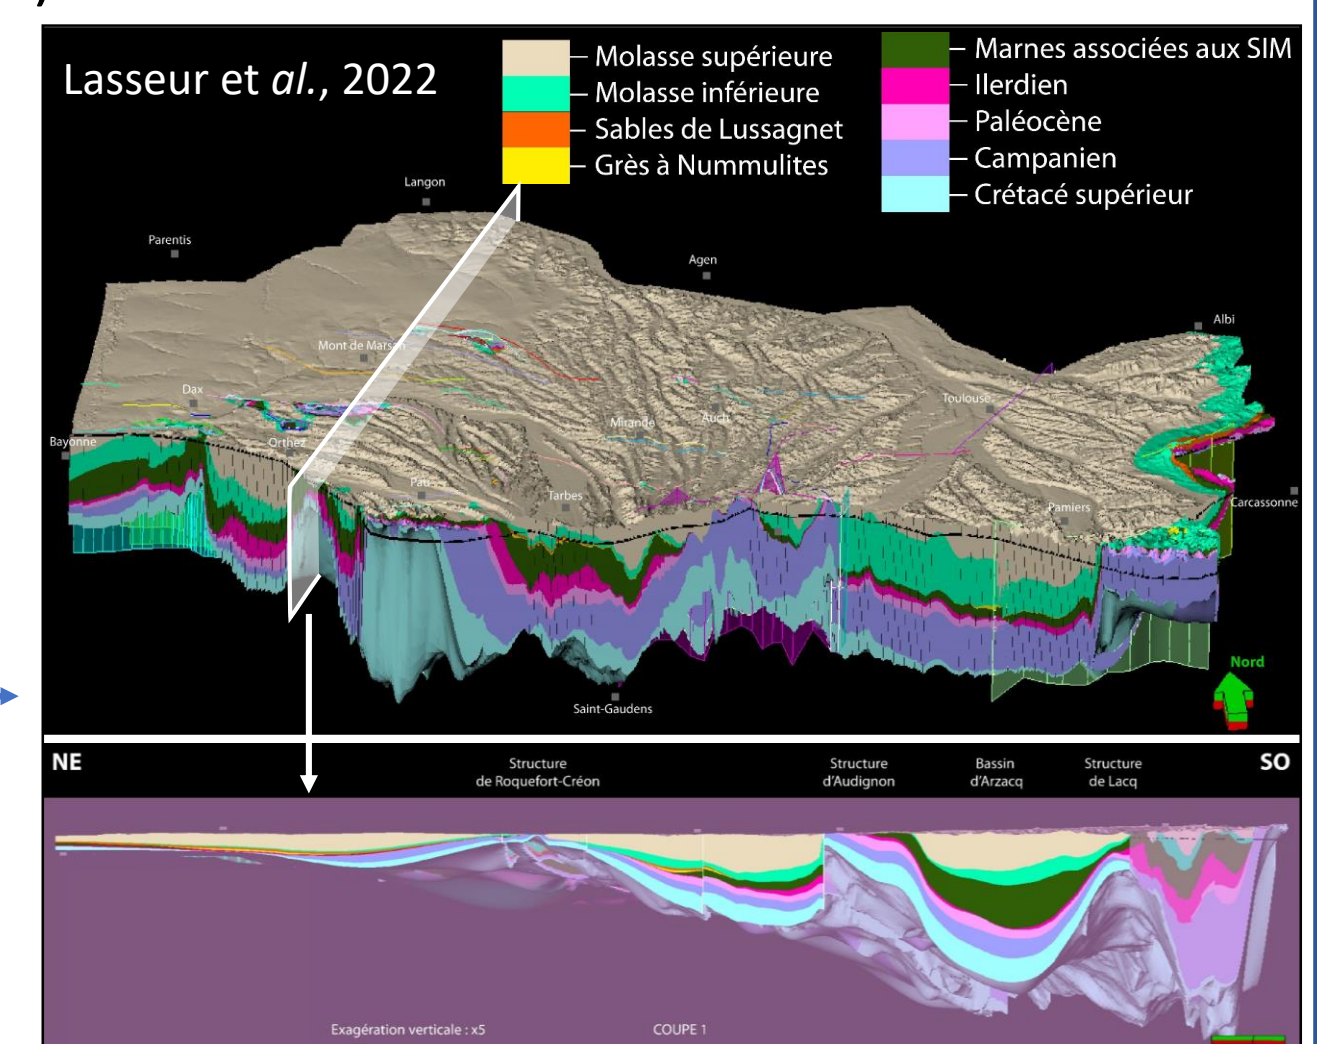 Lasseur et al., 2022
Molasse supérieure
Molasse inférieure
Sables de Lussagnet
Grès à Nummulites
Marnes associées aux SIM
Ilerdien
Paléocène
Campanien
Crétacé supérieur
Langon
Parentis
Agen
Albi
Mont de Marsan
Dax
Toulouse
Mirande
Auch
Bayonne
Orthez
Pau
Tarbes
Pamiers
Carcassonne
Nord
Saint-Gaudens
NE
Structure
de Roquefort-Créon
Structure
d'Audignon
Bassin
d'Arzacq
Structure
de Lacq
SO
Exagération verticale : x5
COUPE 1